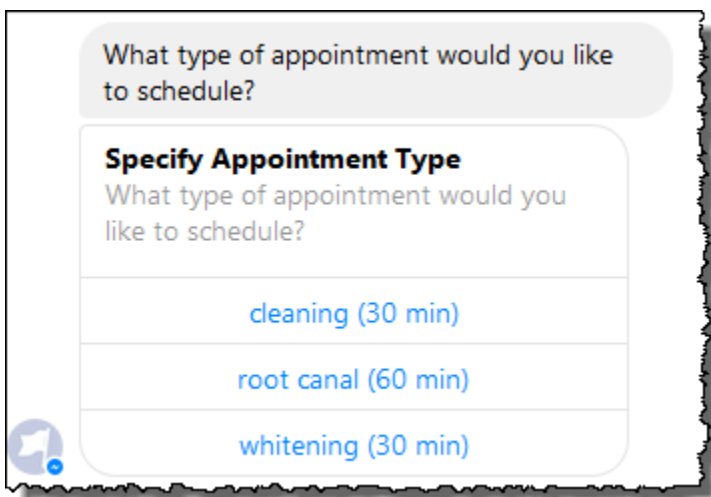 What type of appointment would you like
to schedule?
Specify Appointment Type
What type of appointment would you
like to schedule?
cleaning (30 min)
root canal (60 min)
whitening (30 min)